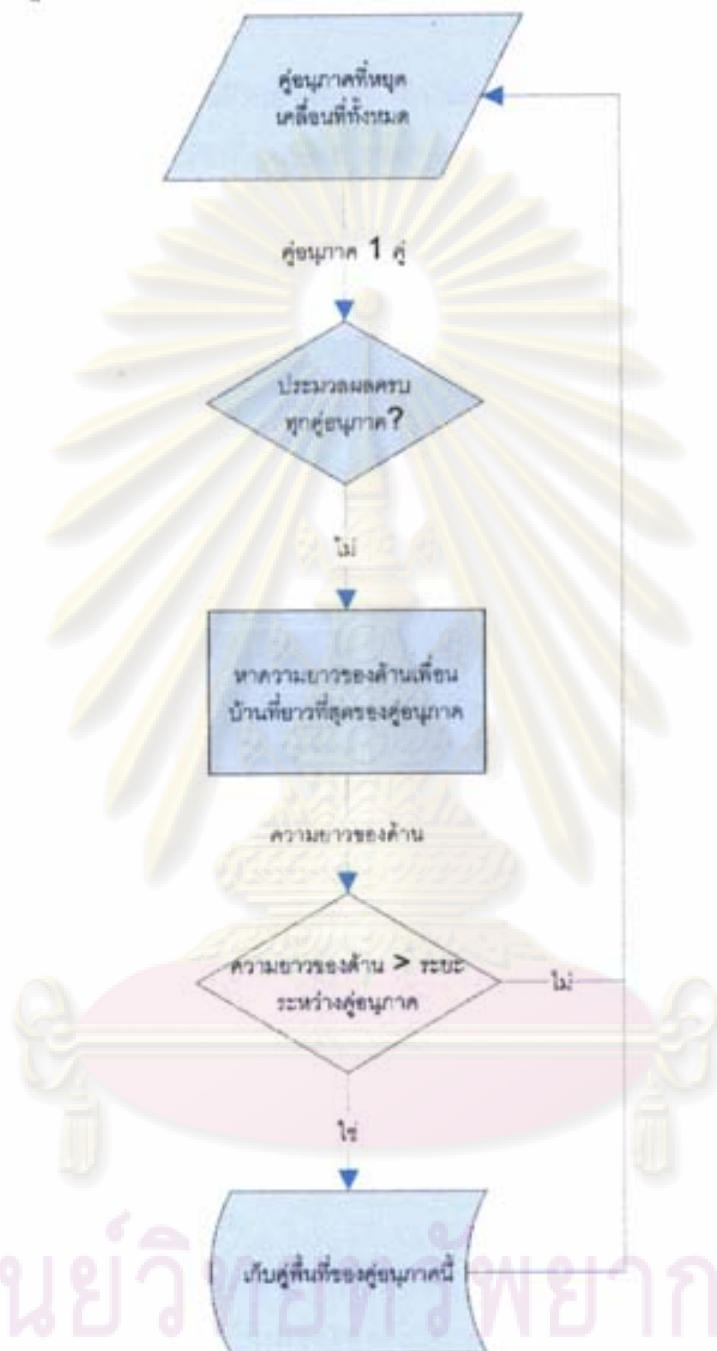 คู่อนุภาคที่หยุด
เคลื่อนที่ทั้งหมด
คู่อนุภาค 1 คู่
ประมวลผลครบ
ทุกคู่อนุภาค?
ไม่
หาความยาวของด้านเพื่อน
บ้านที่ยาวที่สุดของคู่อนุภาค
ความยาวของด้าน
ความยาวของด้าน > ระยะ
ระหว่างคู่อนุภาค
ไม่
ใช่
เก็บคู่พื้นที่ของคู่อนุภาคนี้